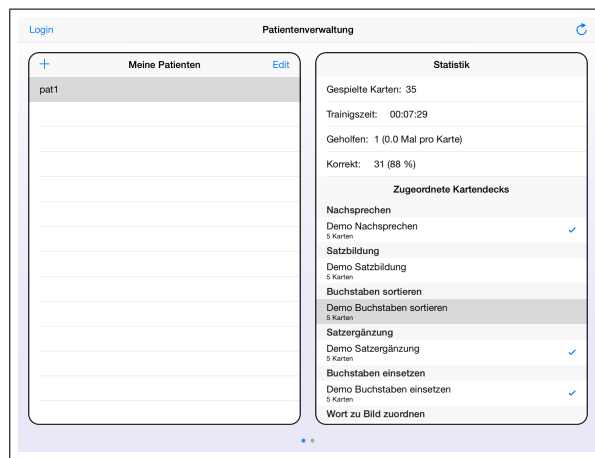 Login
Patientenverwaltung
Meine Patienten
Edit
pat1
Statistik
Gespielte Karten: 35
Trainigszeit: 00:07:29
Geholfen: 1 (0.0 Mal pro Karte)
Korrekt: 31 (88 %)
Zugeordnete Kartendecks
Nachsprechen
Demo Nachsprechen
5 Karten
Satzbildung
Demo Satzbildung
5 Karten
Buchstaben sortieren
Demo Buchstaben sortieren
5 Karten
Satzergänzung
Demo Satzergänzung
5 Karten
Buchstaben einsetzen
Demo Buchstaben einsetzen
5 Karten
Wort zu Bild zuordnen